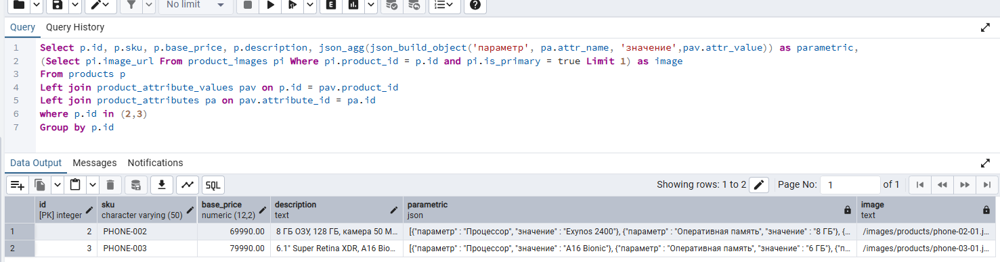 No limit
E
Query Query History
1 Select p.id, p.sku, p.base_price, p.description, json_agg(json_build_object('параметр', pa.attr_name, 'значение',pav.attr_value)) as parametric,
2 (Select pi.image_url From product_images pi Where pi.product_id = p.id and pi.is_primary = true Limit 1) as image
3 From products p
4 Left join product_attribute_values pav on p.id = pav.product_id
5 Left join product_attributes pa on pav.attribute_id = pa.id
6 where p.id in (2,3)
7 Group by p.id
Data Output Messages Notifications
SQL Showing rows: 1 to 2 Page No: 1 of 1
id sku base_price description parametric image
[PK] integer character varying (50) numeric (12,2) text json text
1 2 PHONE-002 69990.00 8 ГБ ОЗУ, 128 ГБ, камера 50 М... [{"параметр" : "Процессор", "значение" : "Exynos 2400"}, {"параметр" : "Оперативная память", "значение" : "8 ГБ"}, {... /images/products/phone-02-01.j...
2 3 PHONE-003 79990.00 6.1" Super Retina XDR, A16 Bio... [{"параметр" : "Процессор", "значение" : "A16 Bionic"}, {"параметр" : "Оперативная память", "значение" : "6 ГБ"}, {"п... /images/products/phone-03-01.j...